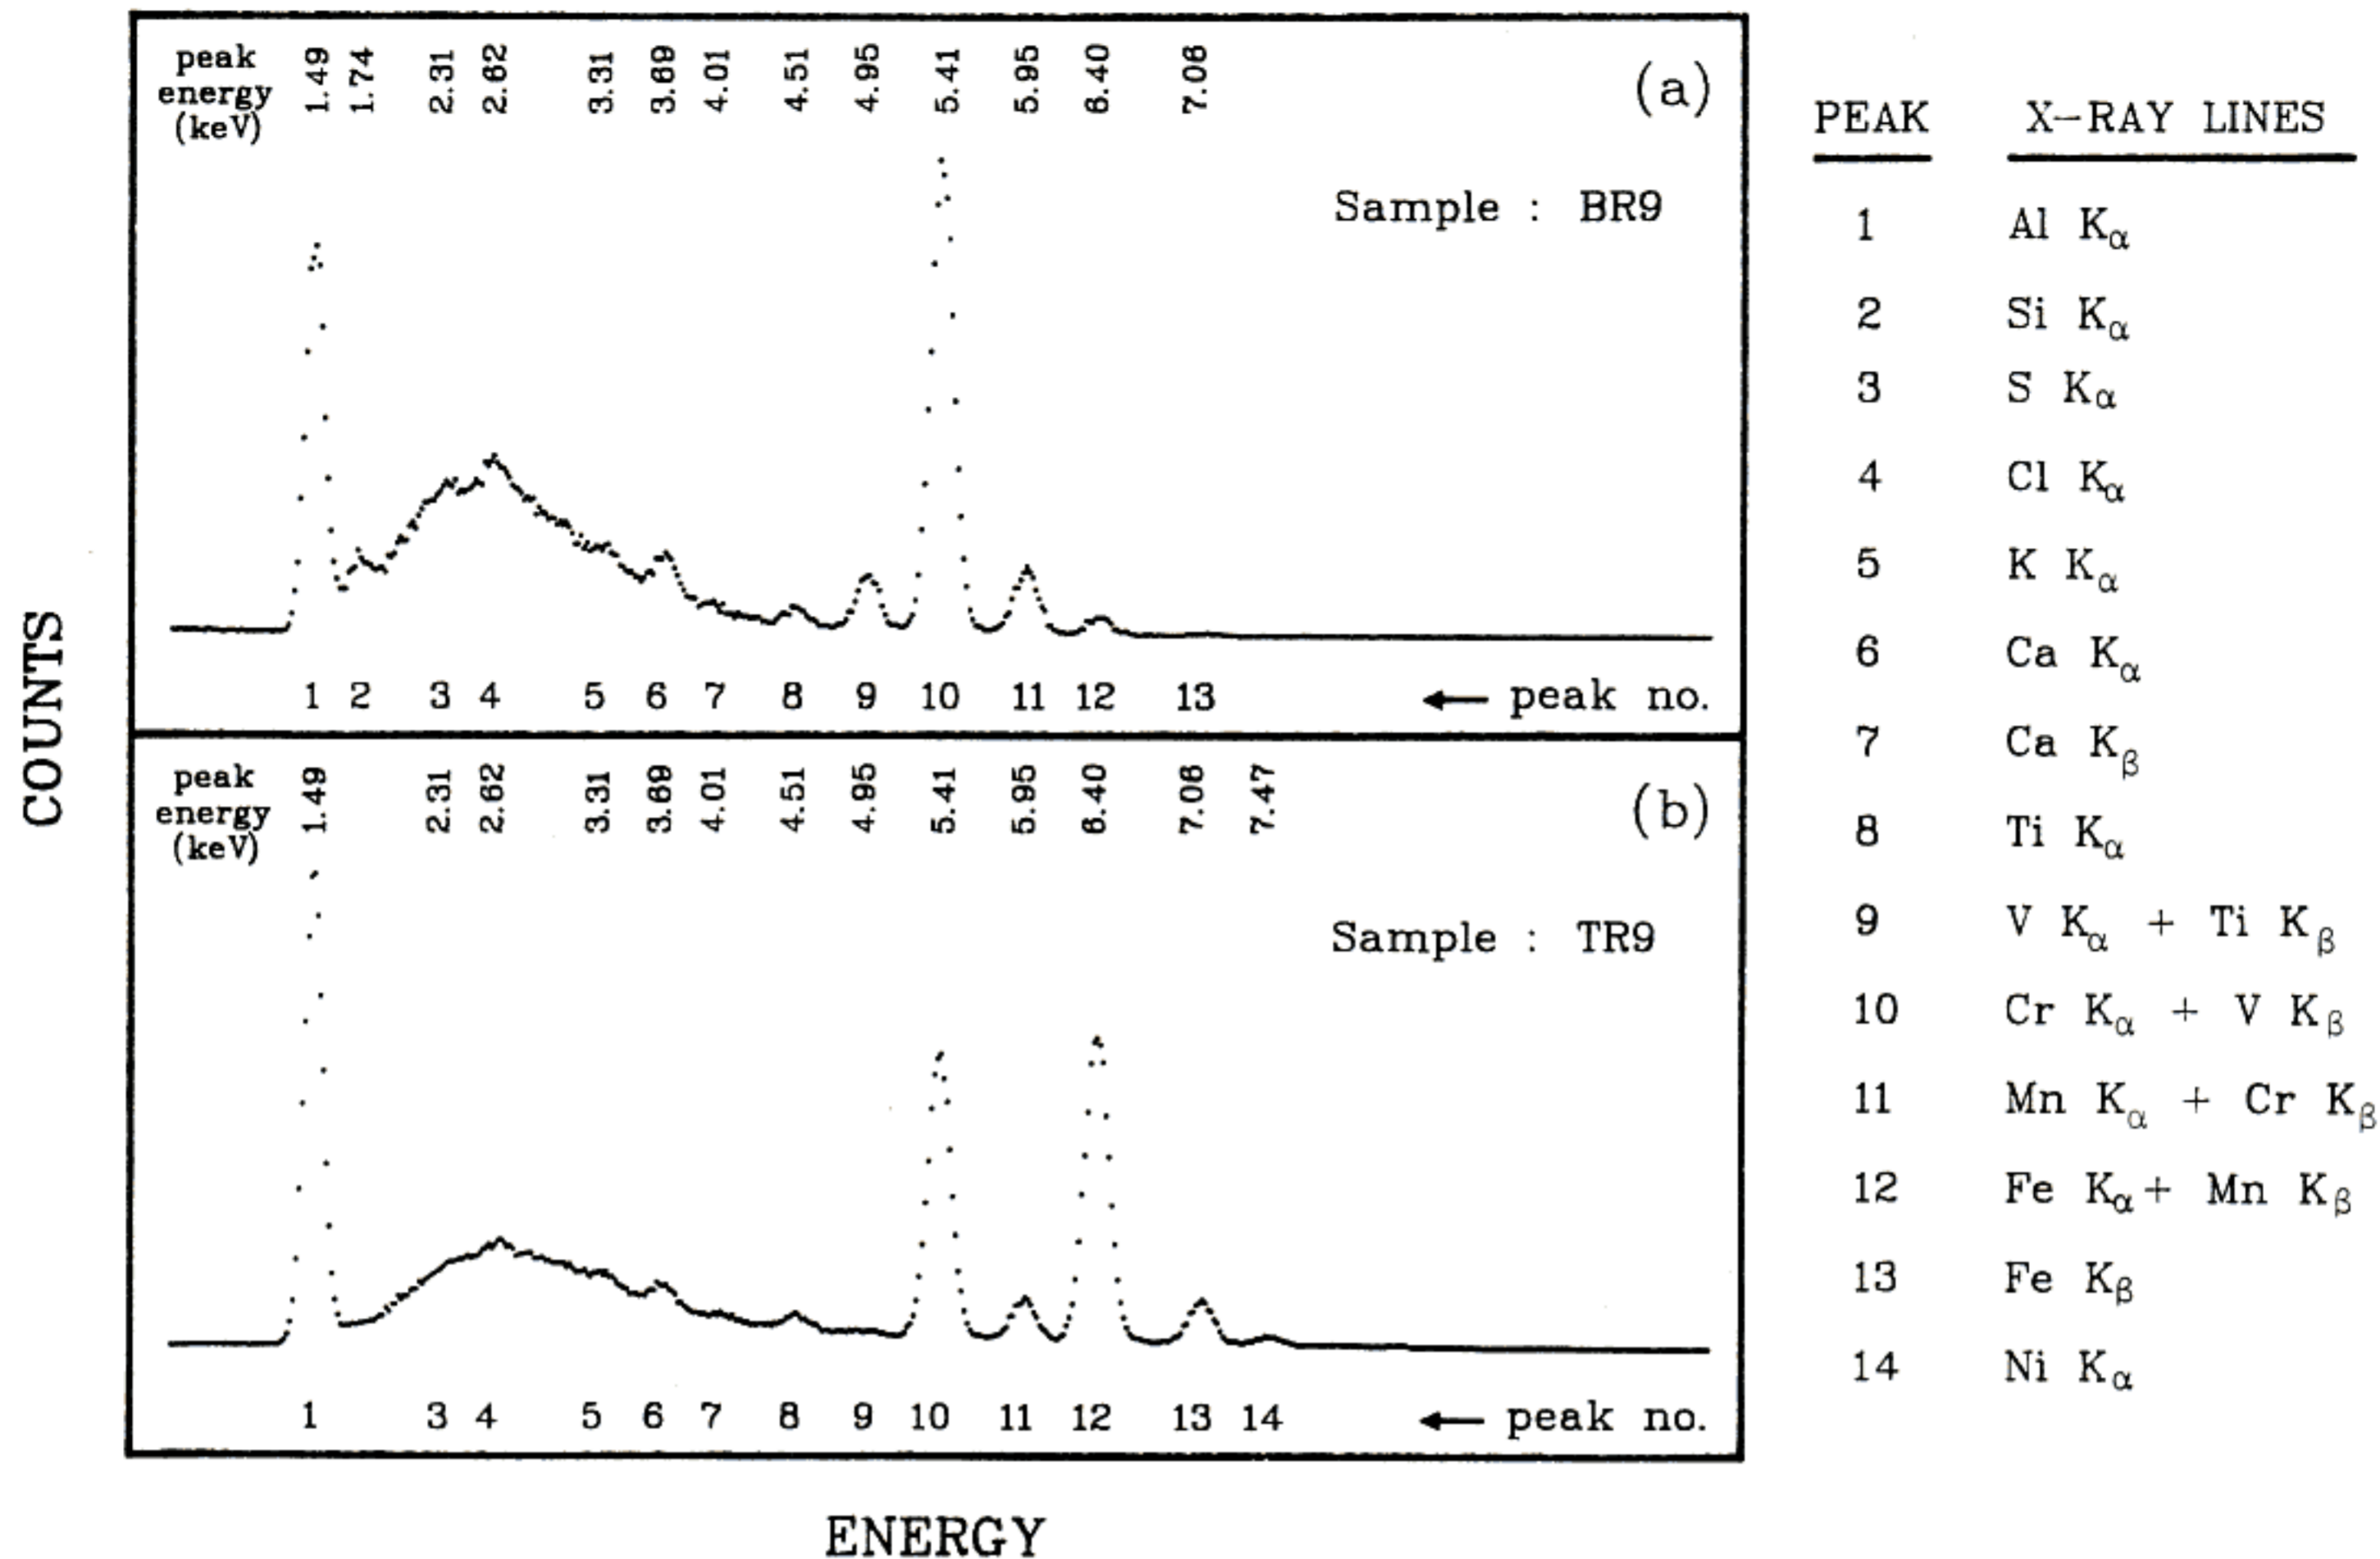 peak
energy
(keV)
1.49 1.74 2.31 2.62 3.31 3.69 4.01 4.51 4.95 5.41 5.95 6.40 7.06
(a)
Sample : BR9
1 2 3 4 5 6 7 8 9 10 11 12 13 ← peak no.
peak
energy
(keV)
1.49 2.31 2.62 3.31 3.69 4.01 4.51 4.95 5.41 5.95 6.40 7.06 7.47
(b)
Sample : TR9
1 3 4 5 6 7 8 9 10 11 12 13 14 ← peak no.
COUNTS
ENERGY
PEAK X-RAY LINES
1 Al Kα
2 Si Kα
3 S Kα
4 Cl Kα
5 K Kα
6 Ca Kα
7 Ca Kβ
8 Ti Kα
9 V Kα + Ti Kβ
10 Cr Kα + V Kβ
11 Mn Kα + Cr Kβ
12 Fe Kα + Mn Kβ
13 Fe Kβ
14 Ni Kα